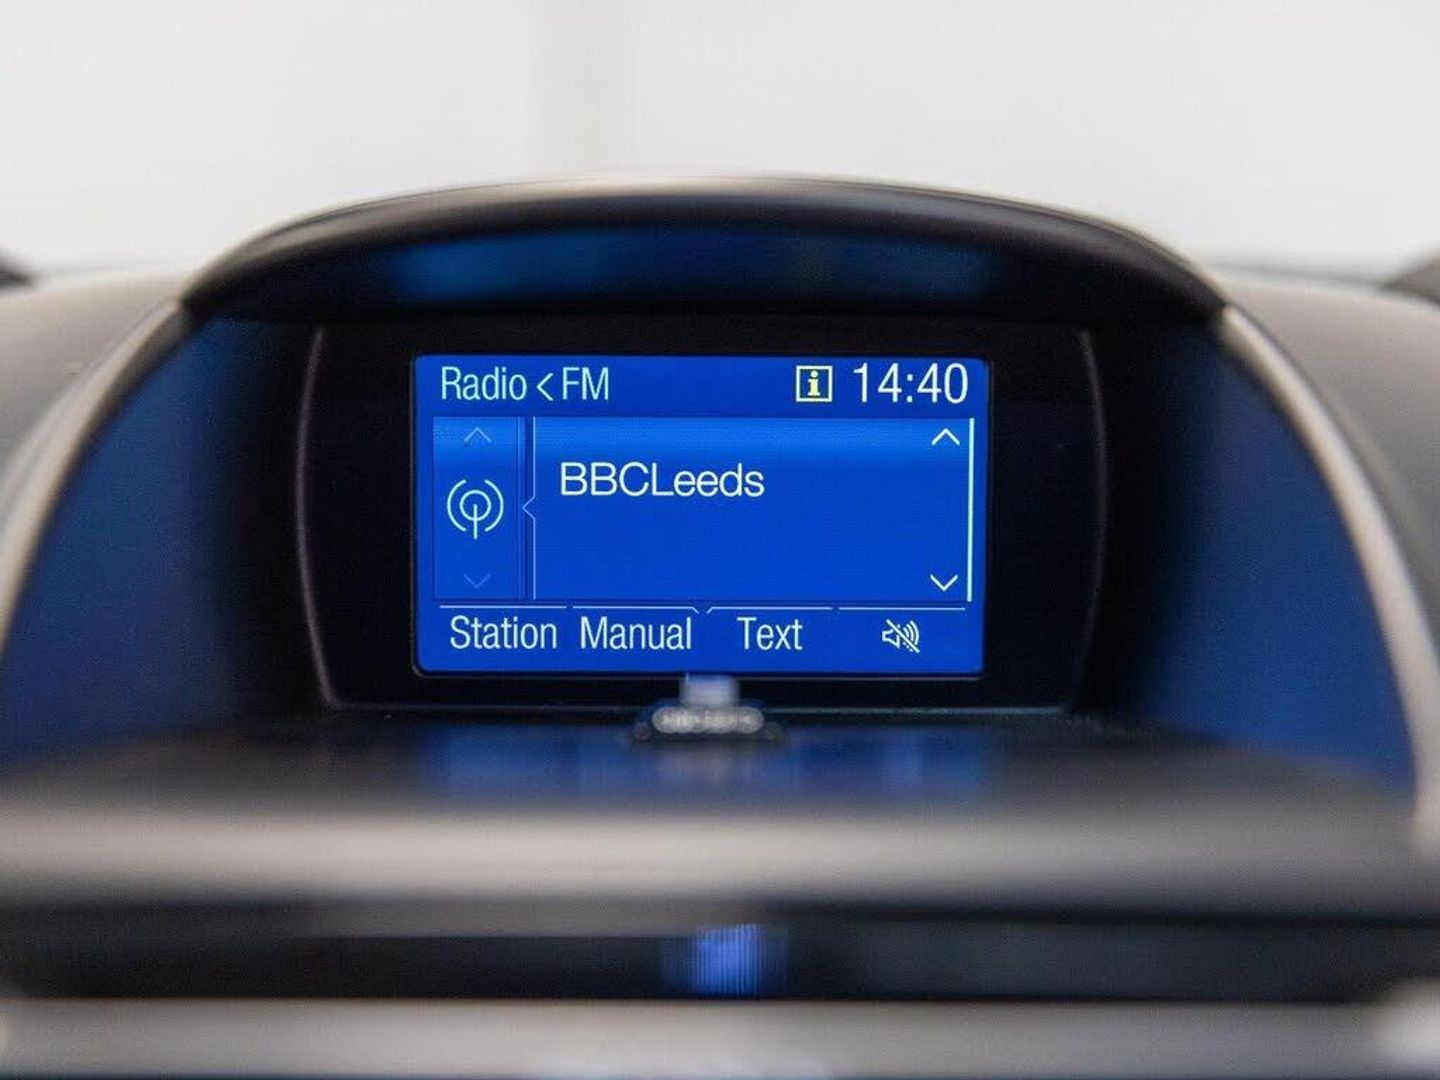 Radio < FM i 14:40
BBCLeeds
Station Manual Text